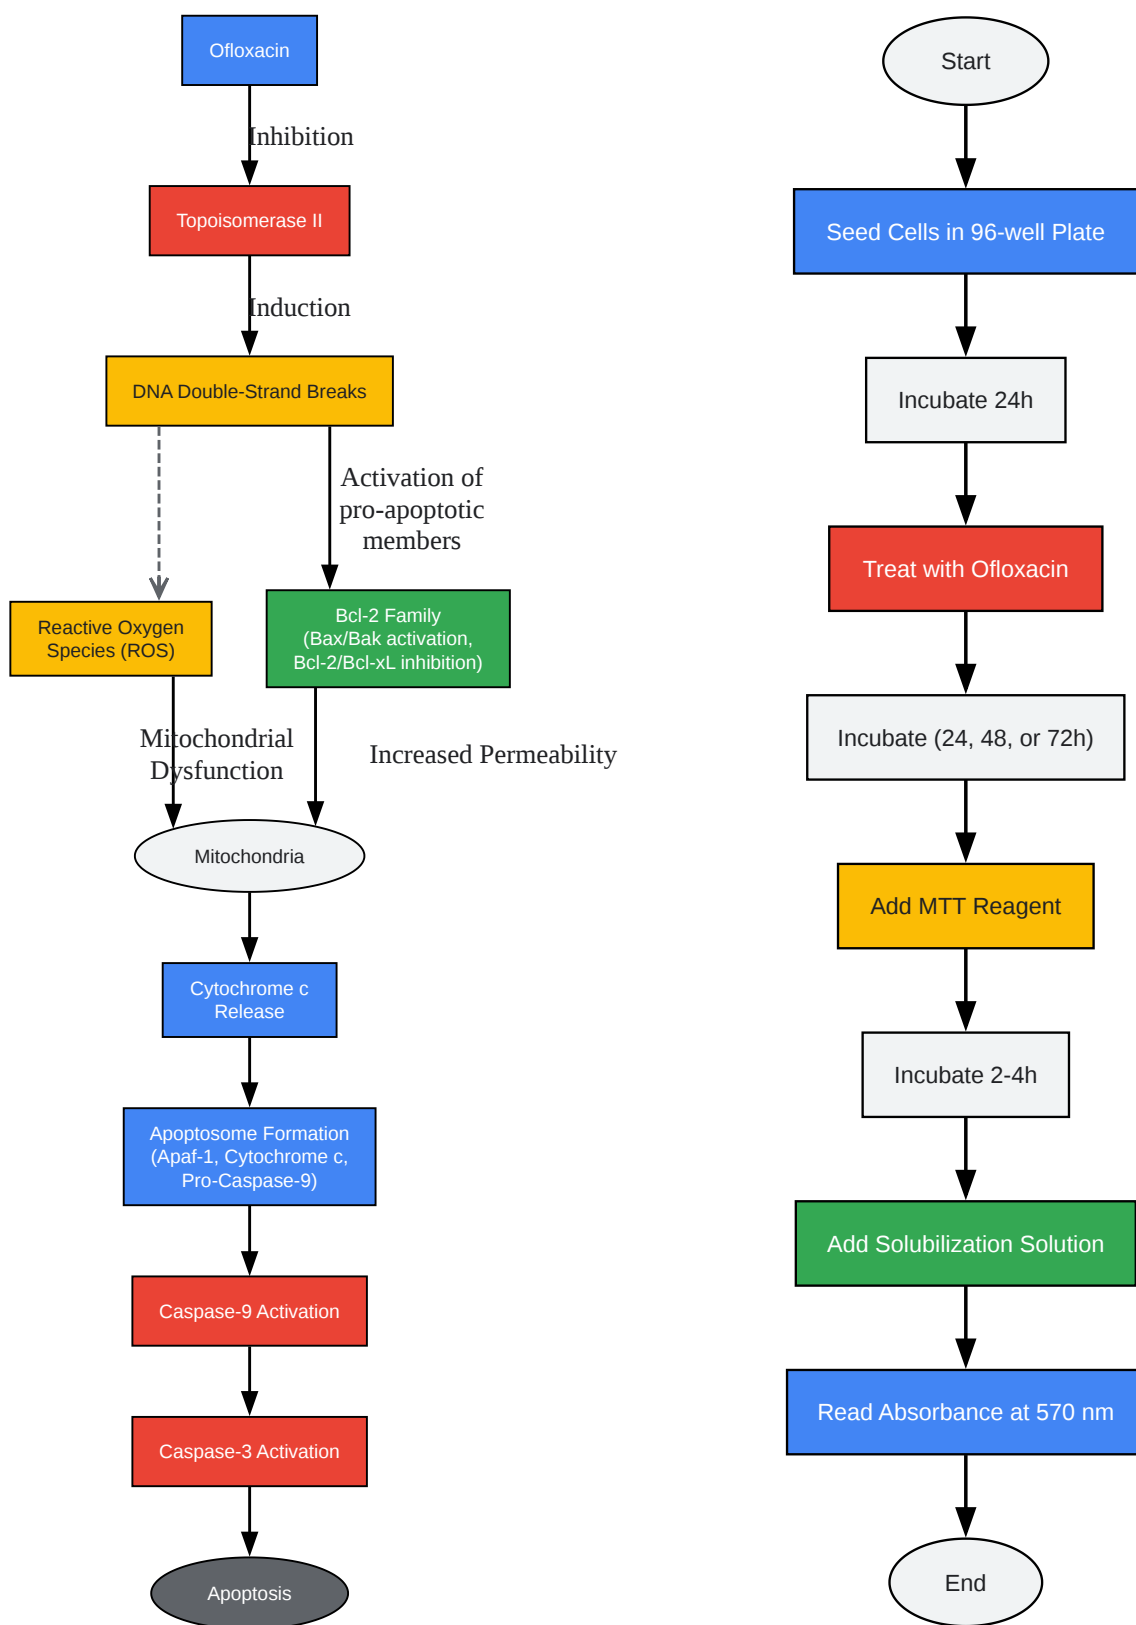 Ofloxacin
Inhibition
Topoisomerase II
Induction
DNA Double-Strand Breaks
Activation of
pro-apoptotic
members
Reactive Oxygen
Species (ROS)
Bcl-2 Family
(Bax/Bak activation,
Bcl-2/Bcl-xL inhibition)
Mitochondrial
Dysfunction
Increased Permeability
Mitochondria
Cytochrome c
Release
Apoptosome Formation
(Apaf-1, Cytochrome c,
Pro-Caspase-9)
Caspase-9 Activation
Caspase-3 Activation
Apoptosis
Start
Seed Cells in 96-well Plate
Incubate 24h
Treat with Ofloxacin
Incubate (24, 48, or 72h)
Add MTT Reagent
Incubate 2-4h
Add Solubilization Solution
Read Absorbance at 570 nm
End